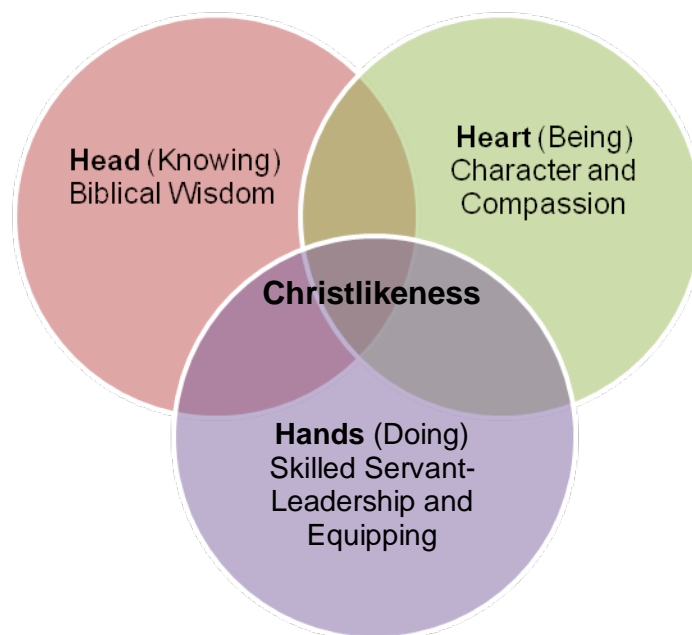 Head (Knowing)
Biblical Wisdom
Heart (Being)
Character and
Compassion
Christlikeness
Hands (Doing)
Skilled Servant-
Leadership and
Equipping